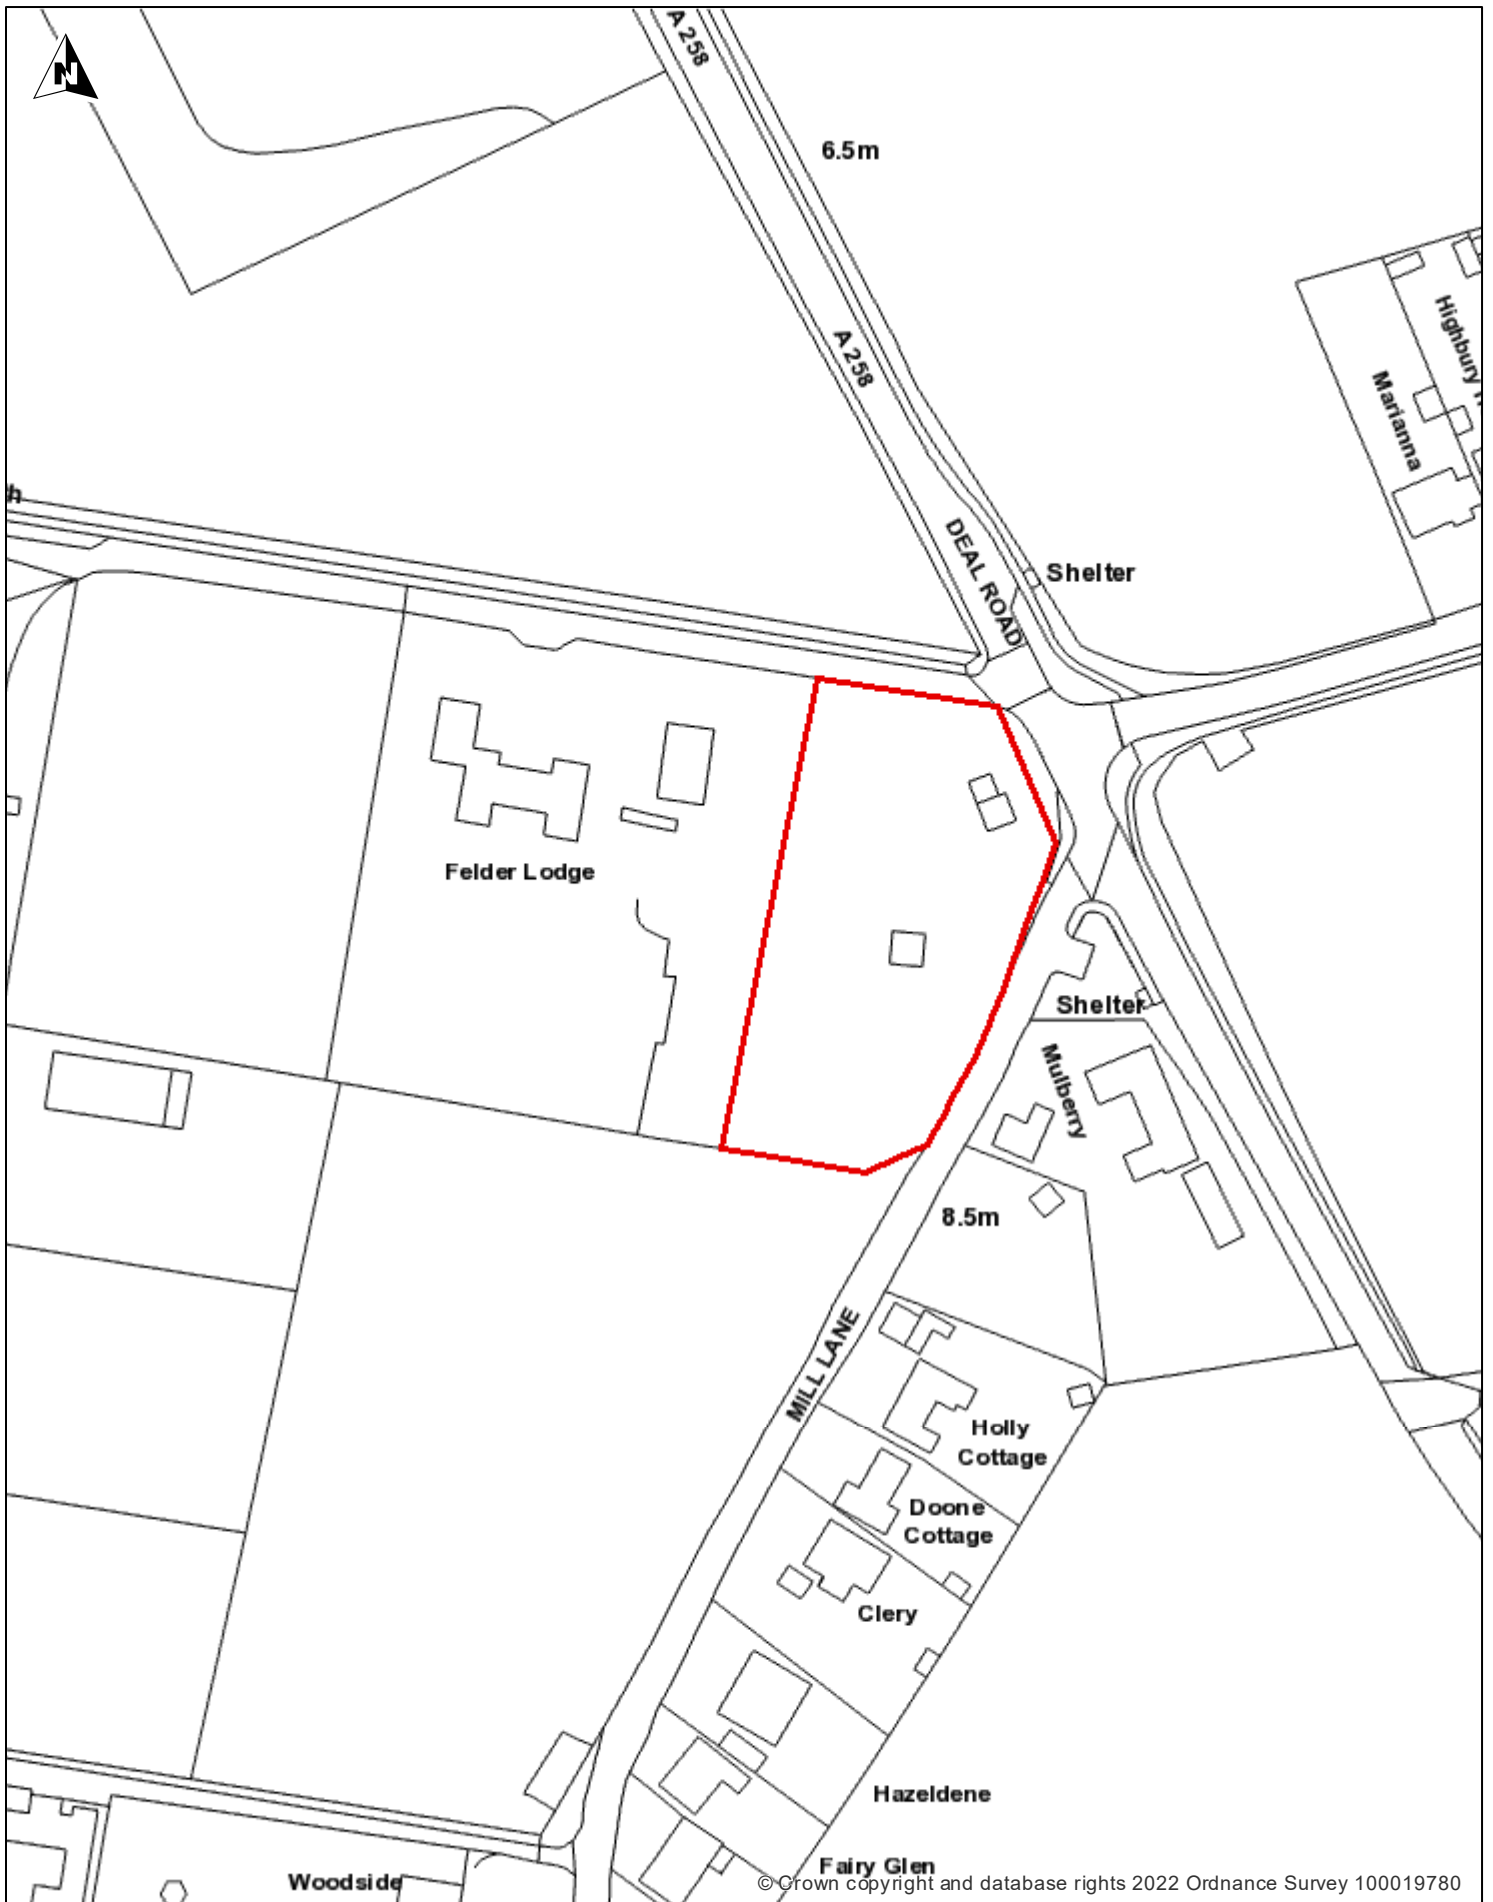 A 258
N
6.5m
A 258
Highbury
Marianna
h
DEAL ROAD
Shelter
Felder Lodge
Shelter
Mulberry
8.5m
MILL LANE
Holly
Cottage
Doone
Cottage
Clery
Hazeldene
Fairy Glen
Woodside
© Crown copyright and database rights 2022 Ordnance Survey 100019780